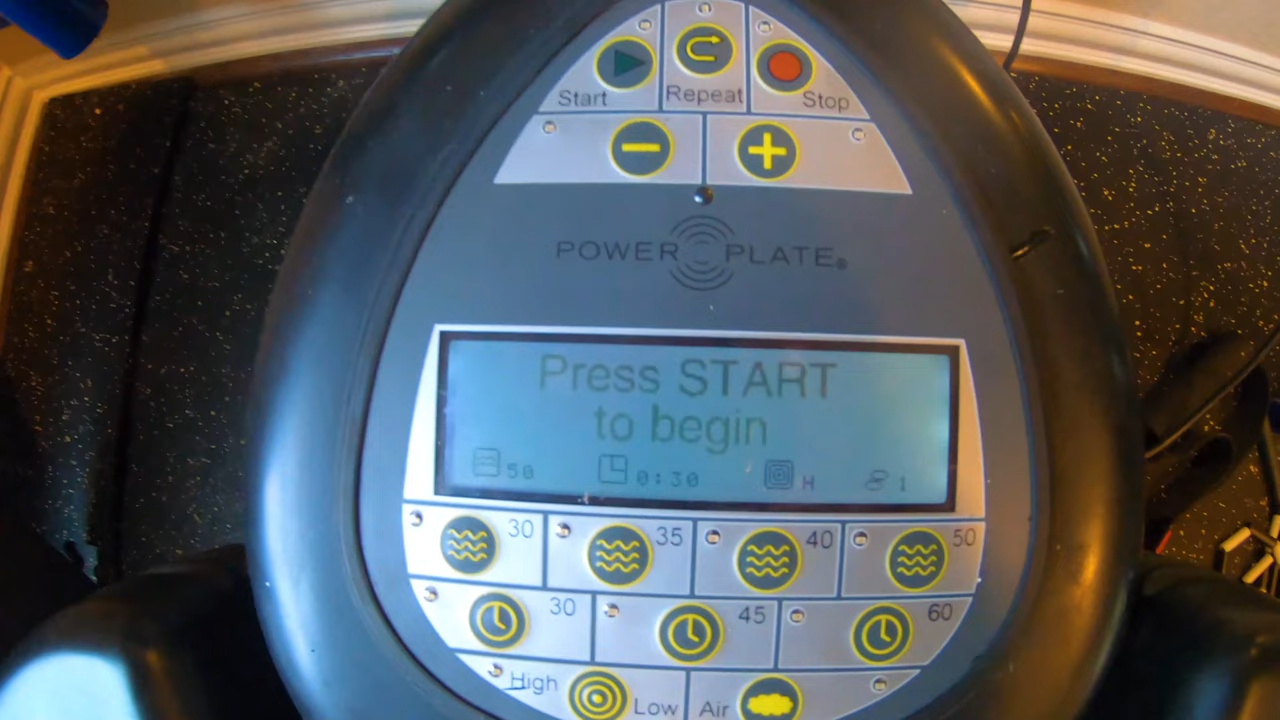 Start Repeat Stop
POWER PLATE®
Press START
to begin
50 0:30 H 1
30 35 40 50
30 45 60
High Low Air